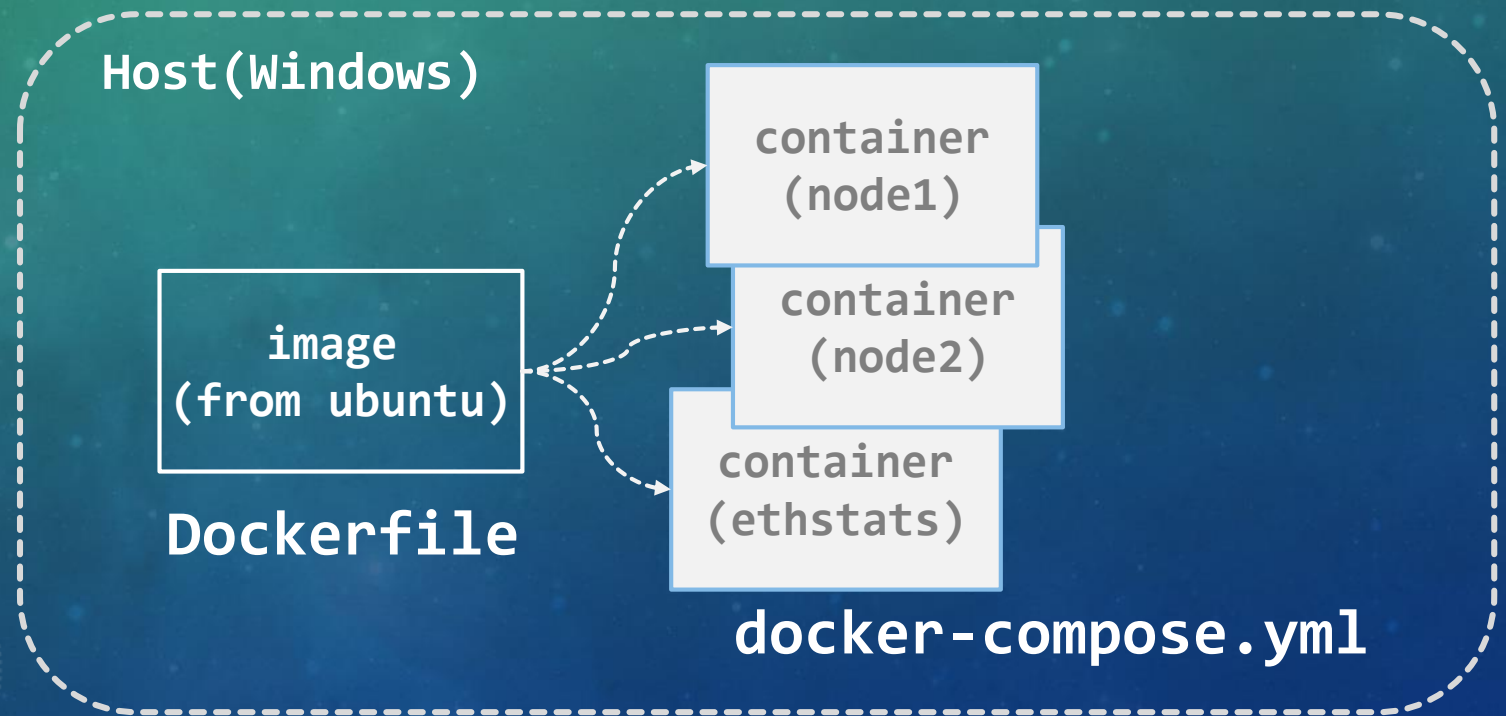 Host(Windows)
container
(node1)
container
(node2)
image
(from ubuntu)
container
(ethstats)
Dockerfile
docker-compose.yml